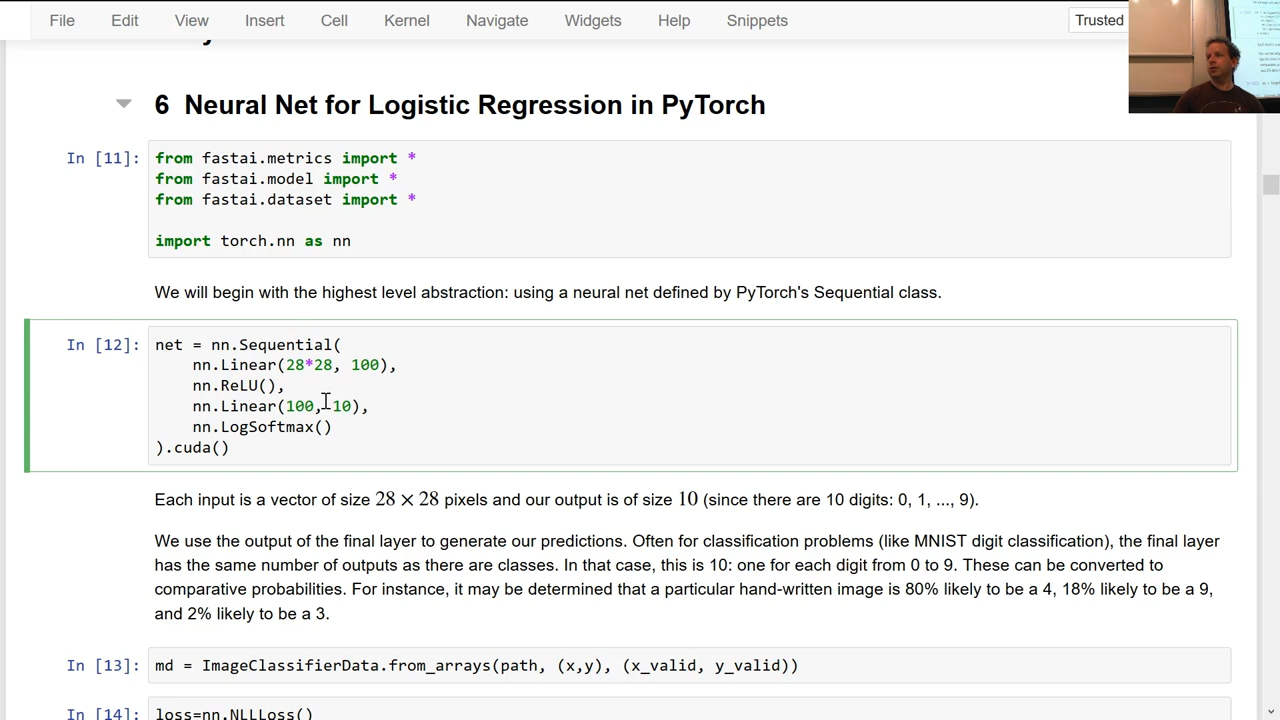 File Edit View Insert Cell Kernel Navigate Widgets Help Snippets Trusted
6 Neural Net for Logistic Regression in PyTorch
In [11]:
from fastai.metrics import *
from fastai.model import *
from fastai.dataset import *
import torch.nn as nn
We will begin with the highest level abstraction: using a neural net defined by PyTorch's Sequential class.
In [12]:
net = nn.Sequential(
nn.Linear(28*28, 100),
nn.ReLU(),
nn.Linear(100, 10),
nn.LogSoftmax()
).cuda()
Each input is a vector of size 28 × 28 pixels and our output is of size 10 (since there are 10 digits: 0, 1, ..., 9).
We use the output of the final layer to generate our predictions. Often for classification problems (like MNIST digit classification), the final layer
has the same number of outputs as there are classes. In that case, this is 10: one for each digit from 0 to 9. These can be converted to
comparative probabilities. For instance, it may be determined that a particular hand-written image is 80% likely to be a 4, 18% likely to be a 9,
and 2% likely to be a 3.
In [13]:
md = ImageClassifierData.from_arrays(path, (x,y), (x_valid, y_valid))
In [14]:
loss=nn.NLLLoss()